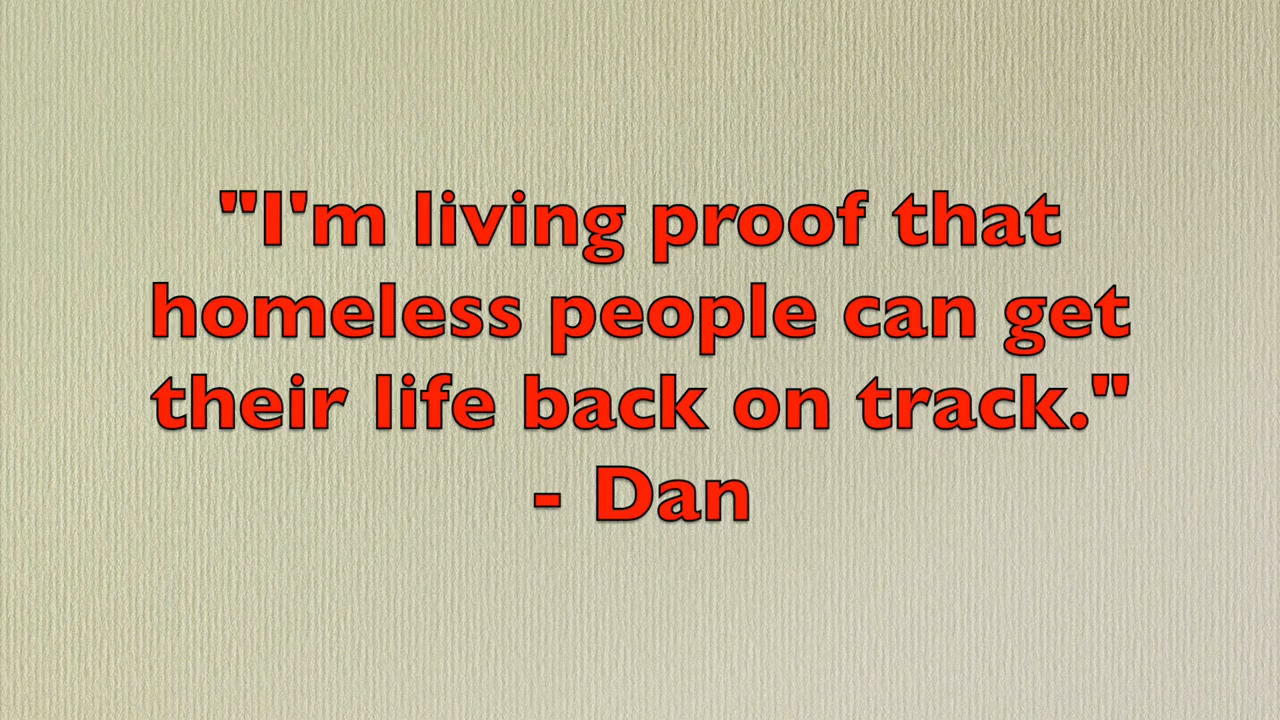 "I'm living proof that
homeless people can get
their life back on track."
- Dan